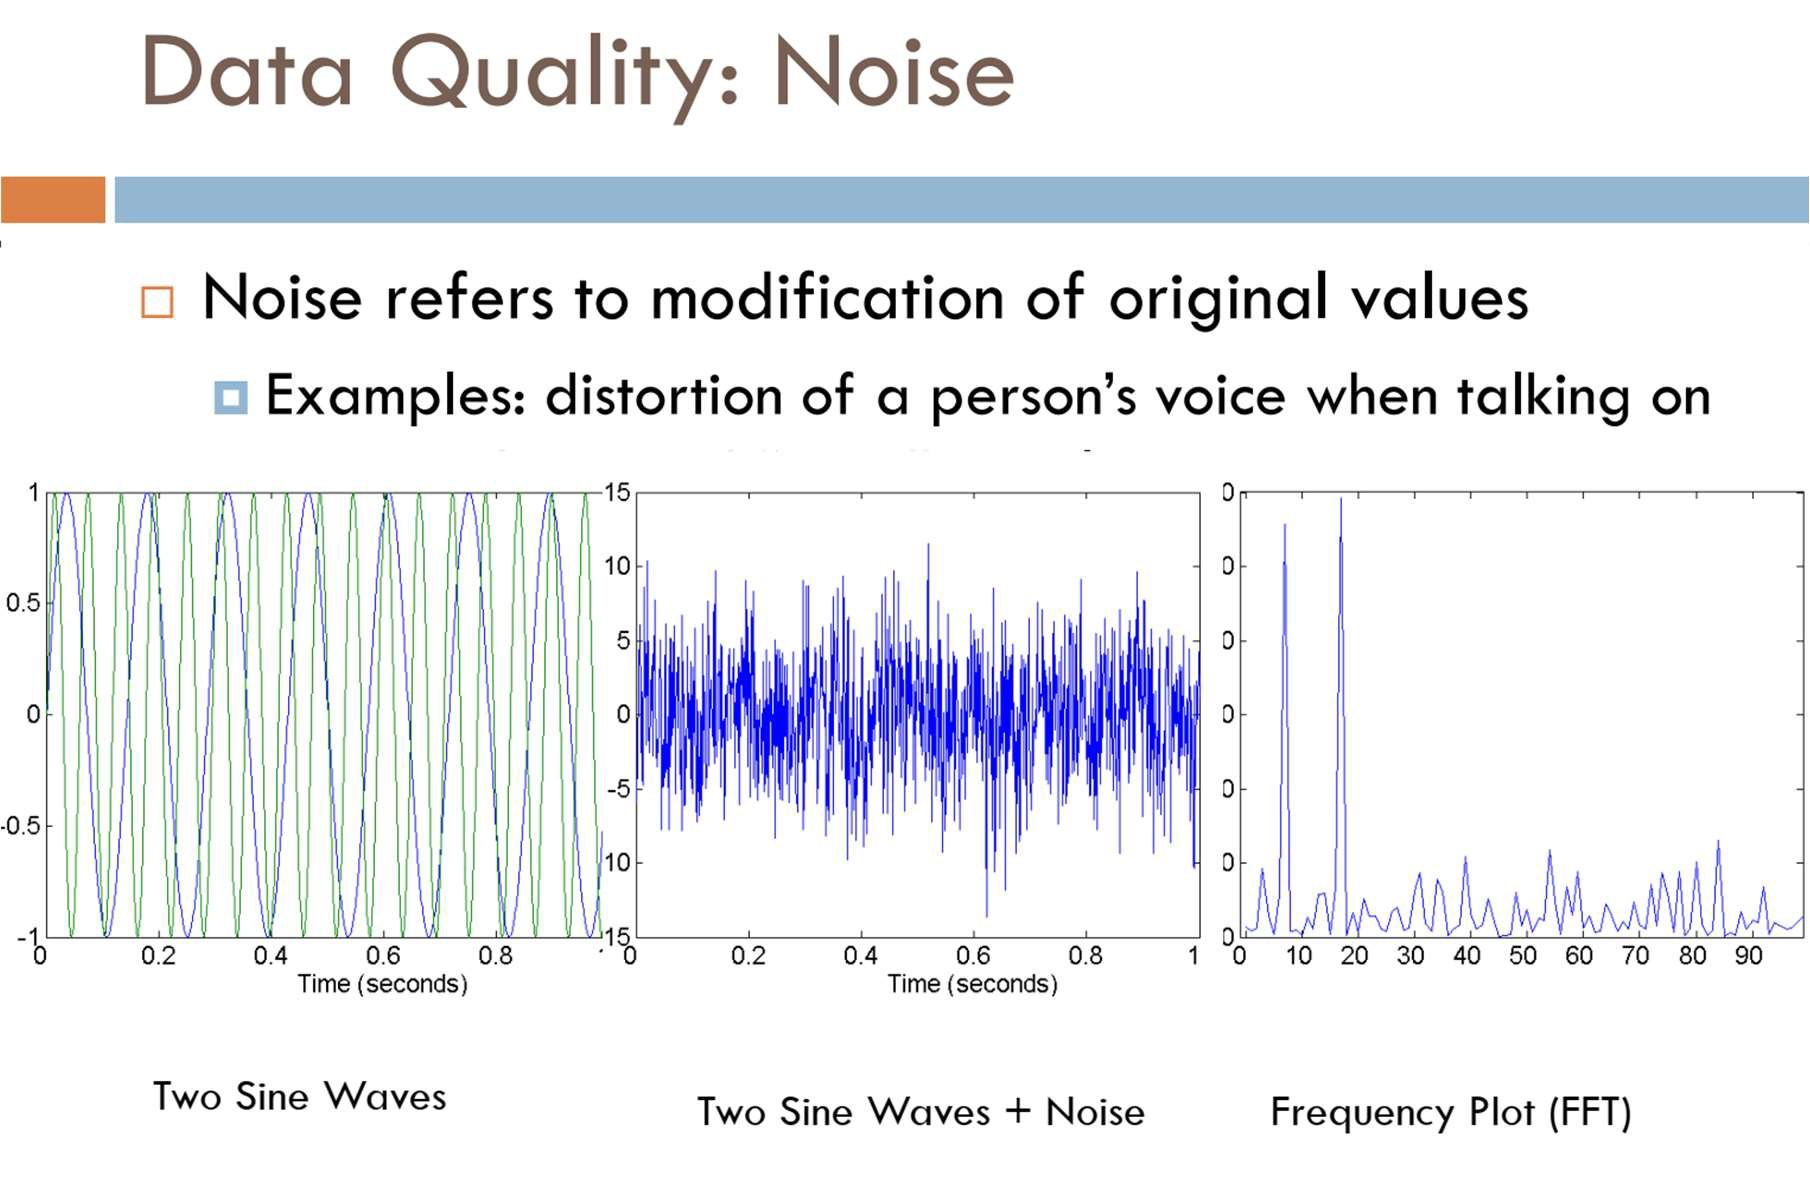 Data Quality: Noise
Noise refers to modification of original values
Examples: distortion of a person’s voice when talking on
1
0.5
0
-0.5
-1
0 0.2 0.4 0.6 0.8
Time (seconds)
15
10
5
0
-5
10
15
0 0.2 0.4 0.6 0.8 1
Time (seconds)
0
0
0
0
0
0
0
0 10 20 30 40 50 60 70 80 90
Two Sine Waves
Two Sine Waves + Noise
Frequency Plot (FFT)